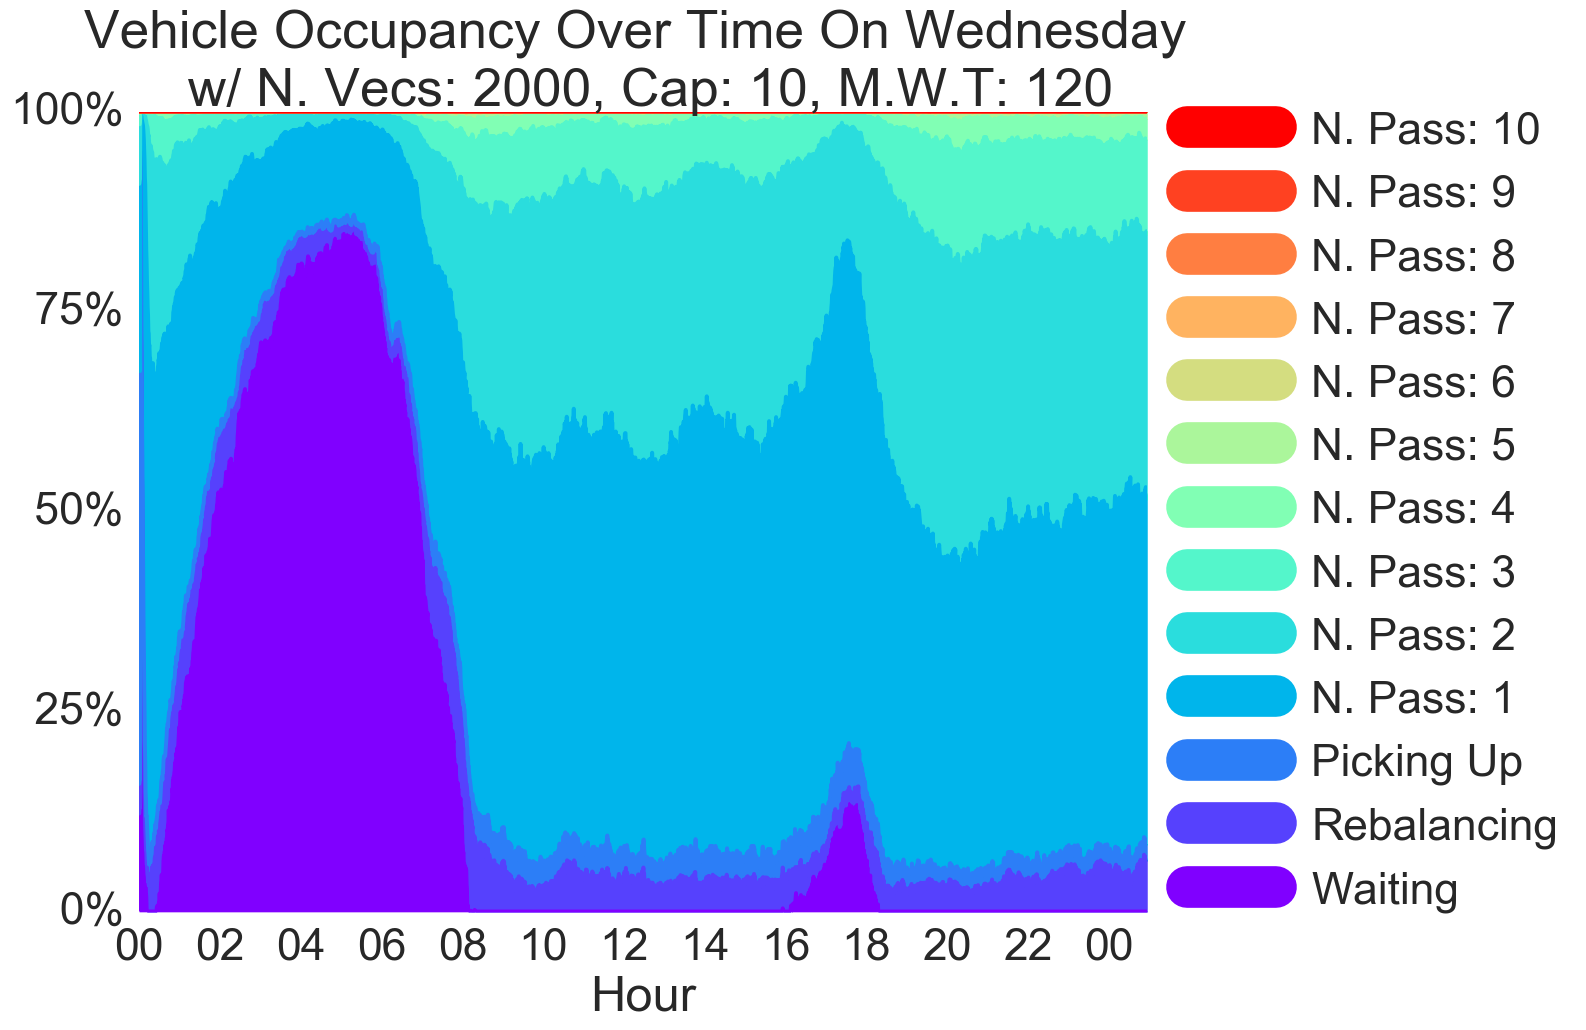 Vehicle Occupancy Over Time On Wednesday
w/ N. Vecs: 2000, Cap: 10, M.W.T: 120
100%
75%
50%
25%
0%
00 02 04 06 08 10 12 14 16 18 20 22 00
Hour
N. Pass: 10
N. Pass: 9
N. Pass: 8
N. Pass: 7
N. Pass: 6
N. Pass: 5
N. Pass: 4
N. Pass: 3
N. Pass: 2
N. Pass: 1
Picking Up
Rebalancing
Waiting